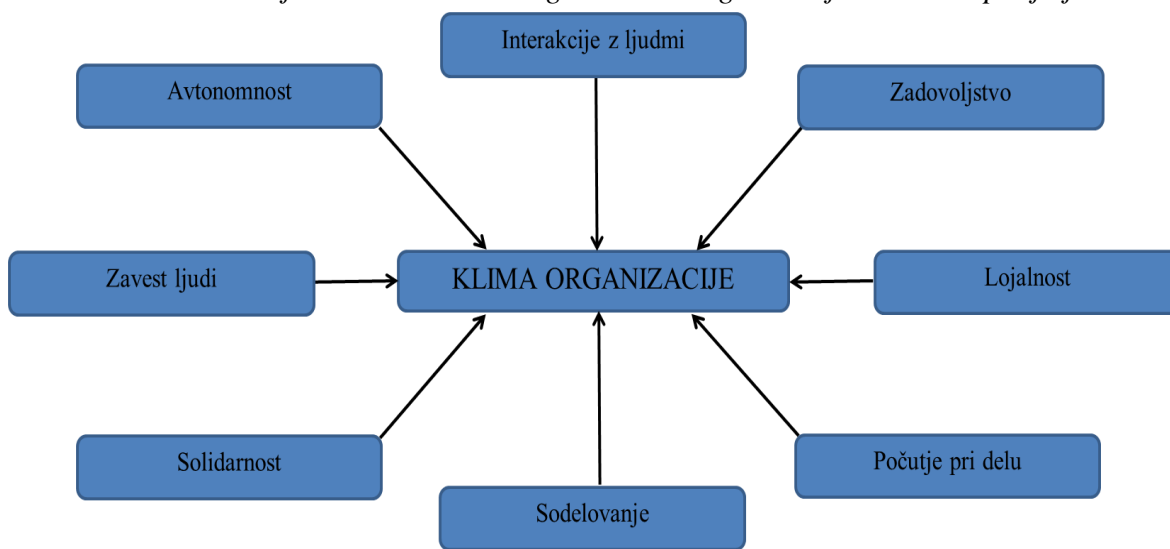 Interakcije z ljudmi
Avtonomnost
Zadovoljstvo
Zavest ljudi
KLIMA ORGANIZACIJE
Lojalnost
Solidarnost
Počutje pri delu
Sodelovanje